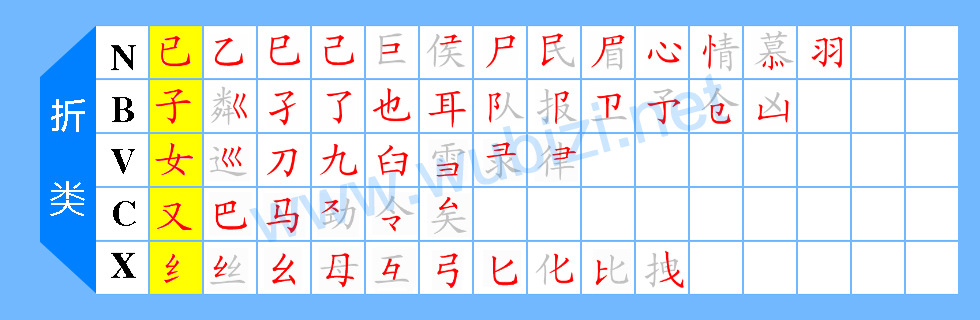 折类
N 已 乙 巳 己 巨 侯 尸 民 眉 心 情 慕 羽
B 子 粼 孑 了 也 耳 队 报 卫 予 仓 凶
V 女 巡 刀 九 臼 雪 录 律
C 又 巴 马 劲 令 矣
X 纟 丝 幺 母 互 弓 匕 化 比 拽
www.wubizi.net